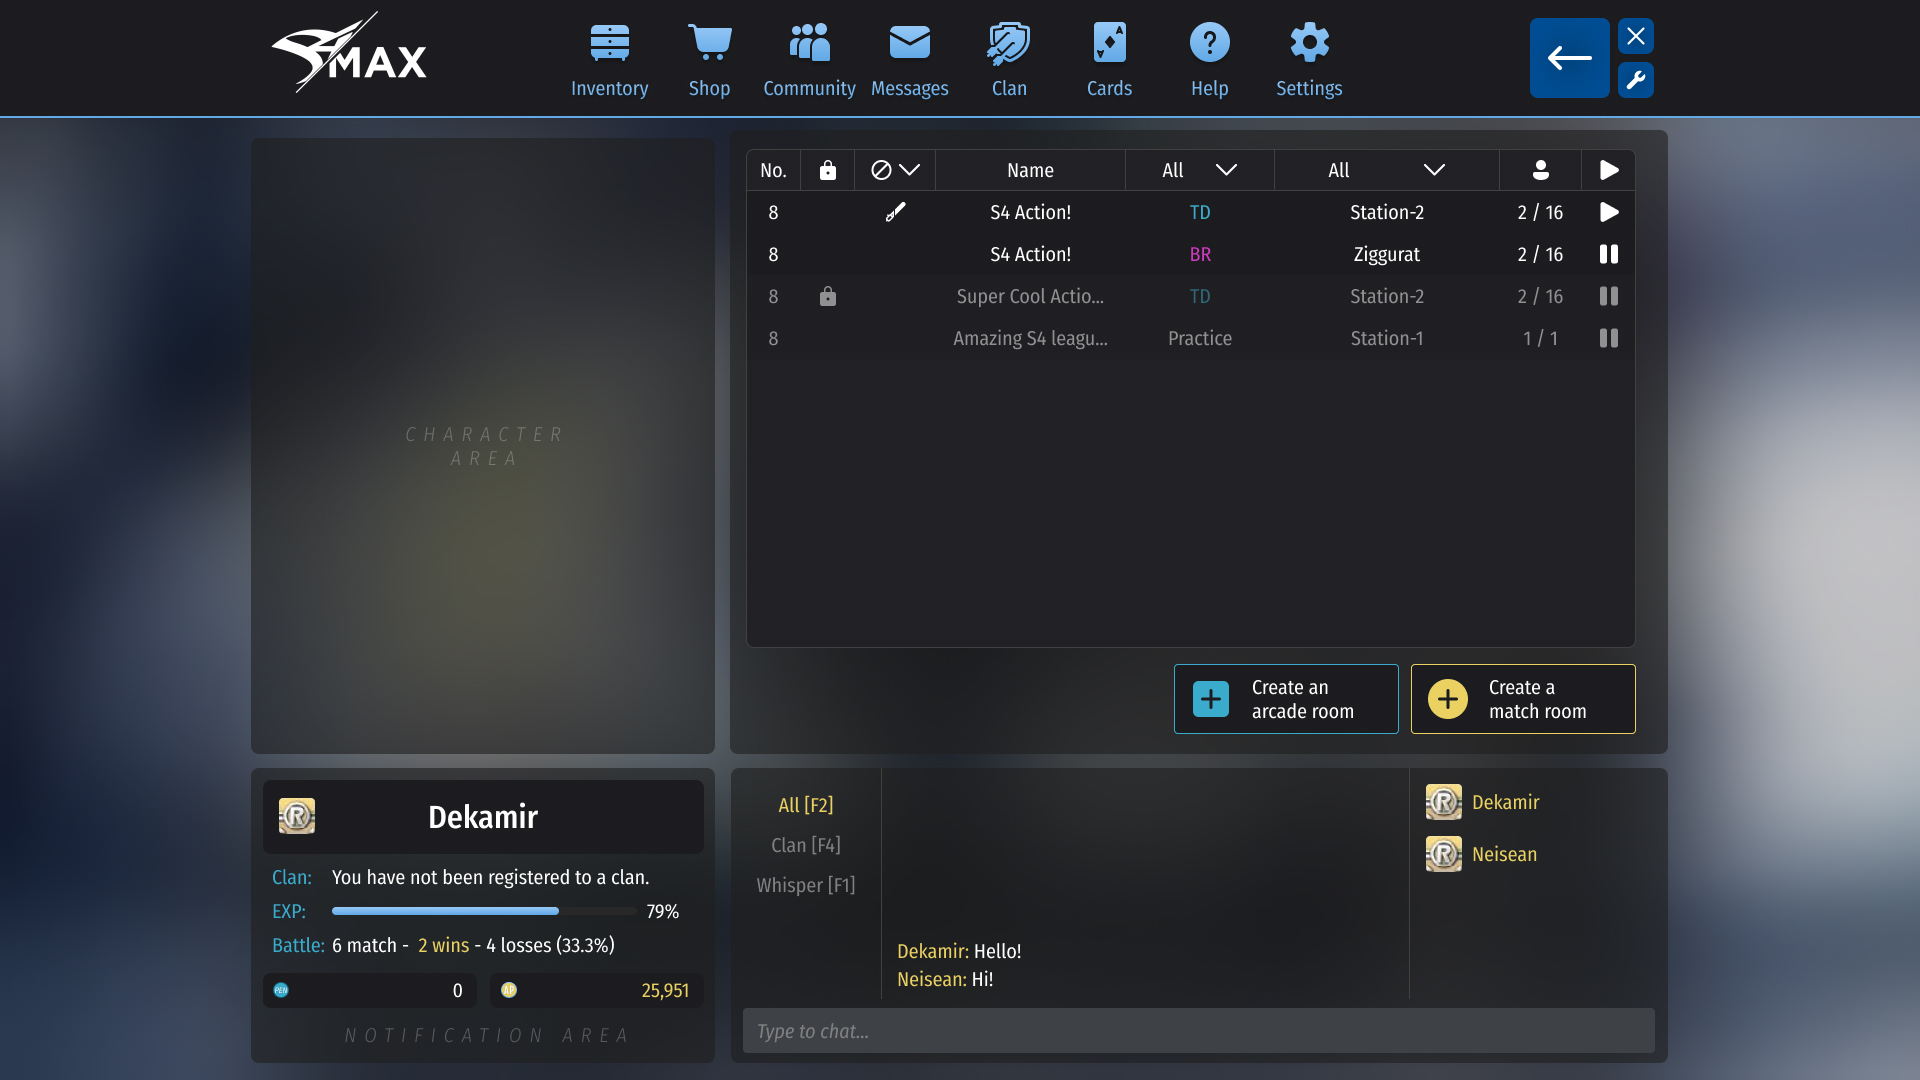 MAX
Inventory
Shop
Community
Messages
Clan
Cards
Help
Settings
No. Name All All
8 S4 Action! TD Station-2 2 / 16
8 S4 Action! BR Ziggurat 2 / 16
8 Super Cool Actio... TD Station-2 2 / 16
8 Amazing S4 leagu... Practice Station-1 1 / 1
CHARACTER
AREA
Create an
arcade room
Create a
match room
R
Dekamir
Clan: You have not been registered to a clan.
EXP: 79%
Battle: 6 match - 2 wins - 4 losses (33.3%)
PEN 0
AP 25,951
NOTIFICATION AREA
All [F2]
Clan [F4]
Whisper [F1]
Dekamir: Hello!
Neisean: Hi!
Type to chat...
R Dekamir
R Neisean